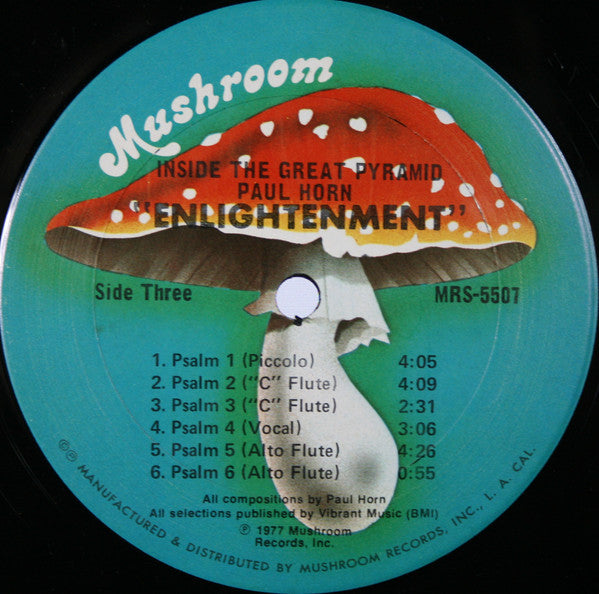 Mushroom
INSIDE THE GREAT PYRAMID
PAUL HORN
"ENLIGHTENMENT"
Side Three
MRS-5507
1. Psalm 1 (Piccolo) 4:05
2. Psalm 2 ("C" Flute) 4:09
3. Psalm 3 ("C" Flute) 2:31
4. Psalm 4 (Vocal) 3:06
5. Psalm 5 (Alto Flute) 4:26
6. Psalm 6 (Alto Flute) 0:55
All compositions by Paul Horn
All selections published by Vibrant Music (BMI)
℗ 1977 Mushroom
Records, Inc.
©℗ MANUFACTURED & DISTRIBUTED BY MUSHROOM RECORDS, INC., L. A. CAL.